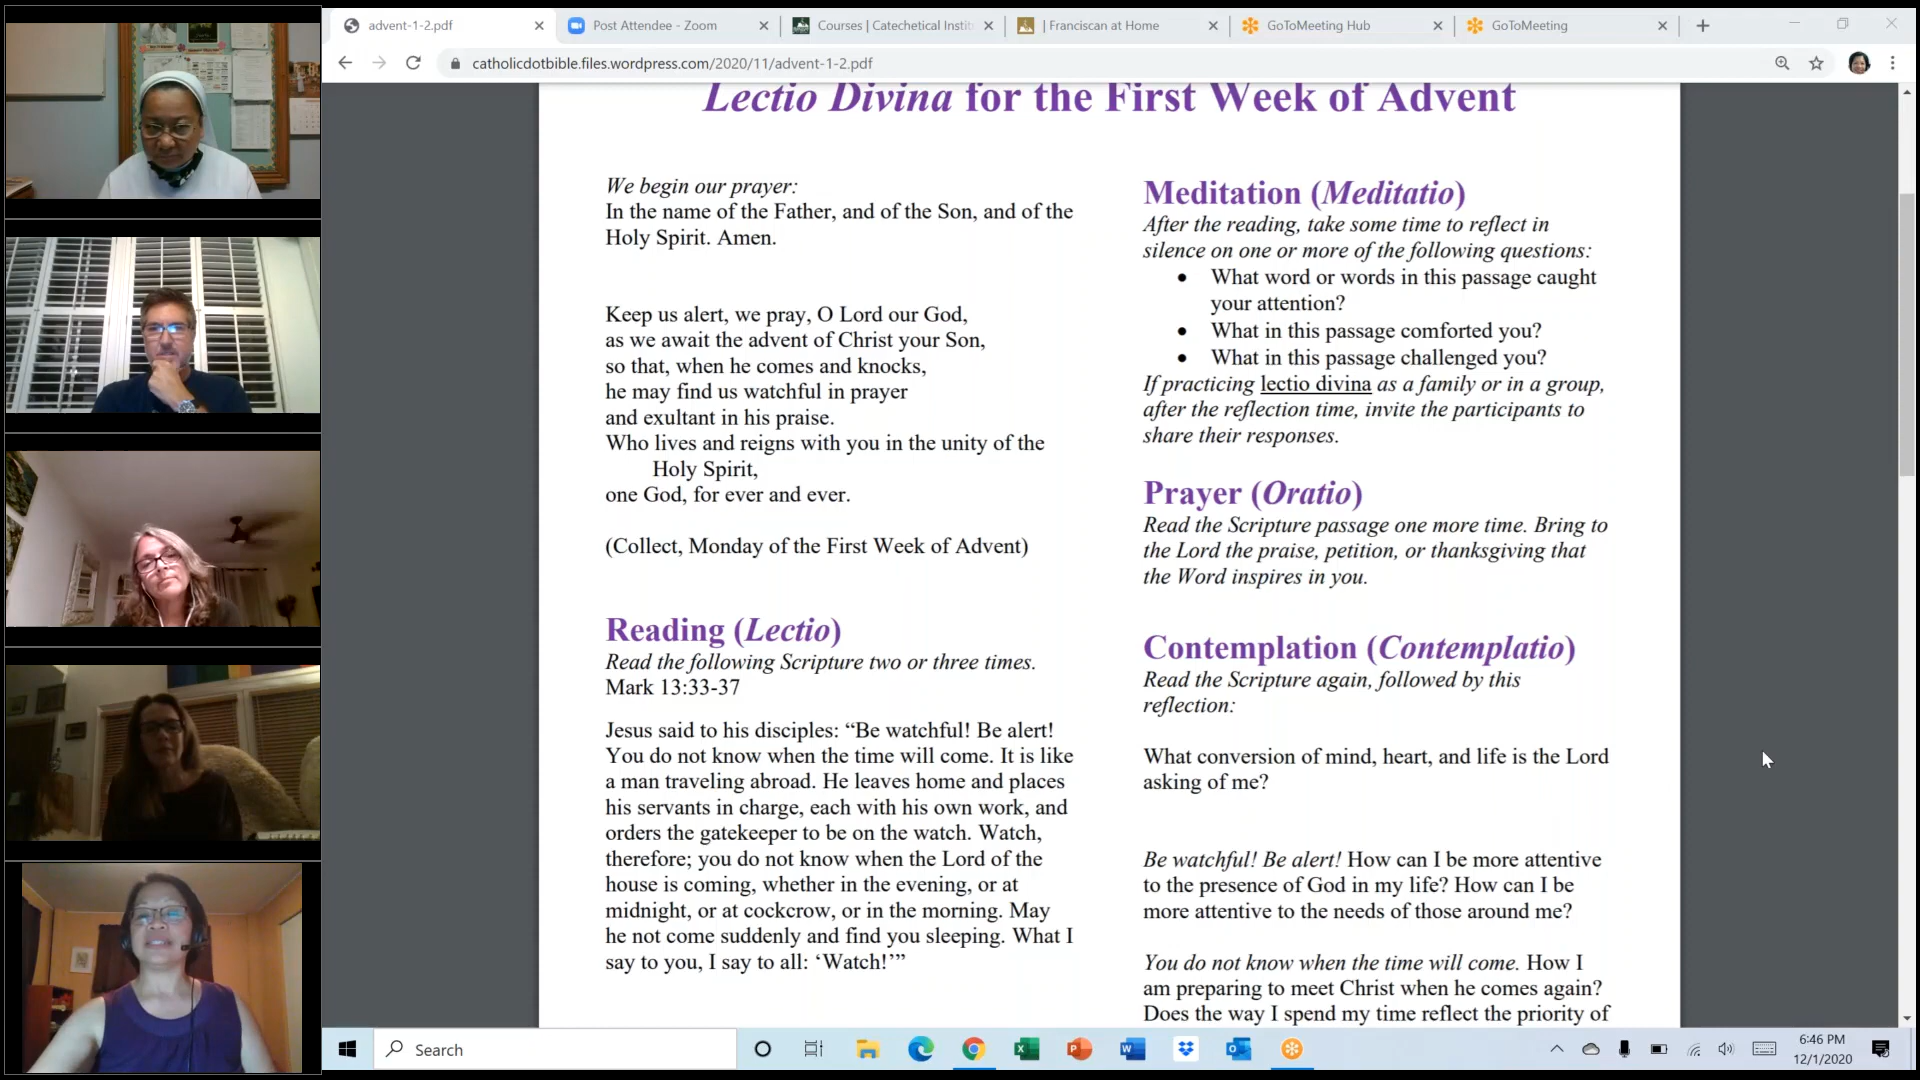 advent-1-2.pdf
Post Attendee - Zoom
Courses | Catechetical Instit
| Franciscan at Home
GoToMeeting Hub
GoToMeeting
catholicdotbible.files.wordpress.com/2020/11/advent-1-2.pdf
Lectio Divina for the First Week of Advent
We begin our prayer:
In the name of the Father, and of the Son, and of the
Holy Spirit. Amen.
Keep us alert, we pray, O Lord our God,
as we await the advent of Christ your Son,
so that, when he comes and knocks,
he may find us watchful in prayer
and exultant in his praise.
Who lives and reigns with you in the unity of the
Holy Spirit,
one God, for ever and ever.
(Collect, Monday of the First Week of Advent)
Reading (Lectio)
Read the following Scripture two or three times.
Mark 13:33-37
Jesus said to his disciples: “Be watchful! Be alert!
You do not know when the time will come. It is like
a man traveling abroad. He leaves home and places
his servants in charge, each with his own work, and
orders the gatekeeper to be on the watch. Watch,
therefore; you do not know when the Lord of the
house is coming, whether in the evening, or at
midnight, or at cockcrow, or in the morning. May
he not come suddenly and find you sleeping. What I
say to you, I say to all: ‘Watch!’”
Meditation (Meditatio)
After the reading, take some time to reflect in
silence on one or more of the following questions:
• What word or words in this passage caught
your attention?
• What in this passage comforted you?
• What in this passage challenged you?
If practicing lectio divina as a family or in a group,
after the reflection time, invite the participants to
share their responses.
Prayer (Oratio)
Read the Scripture passage one more time. Bring to
the Lord the praise, petition, or thanksgiving that
the Word inspires in you.
Contemplation (Contemplatio)
Read the Scripture again, followed by this
reflection:
What conversion of mind, heart, and life is the Lord
asking of me?
Be watchful! Be alert! How can I be more attentive
to the presence of God in my life? How can I be
more attentive to the needs of those around me?
You do not know when the time will come. How I
am preparing to meet Christ when he comes again?
Does the way I spend my time reflect the priority of
Search
6:46 PM
12/1/2020